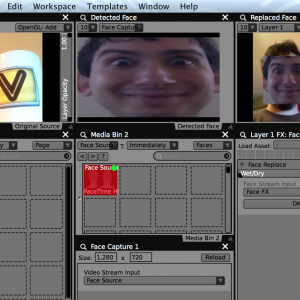 Edit Workspace Templates Window Help
Detected Face
Replaced Face
OpenGL- Add
10
Face Captu
10
Layer 1
1.00
Layer Opacity
V
Original Source
Detected Face
Media Bin 2
Layer 1 FX: Face
Page
Face Sour
T:
Immediately
Faces
Load Asset:
< > ?
Face Replace
Face Sou
Wet/Dry
FaceTime H
Face Stream Input
Face FX
De
Media Bin 2
Face Capture 1
Size: 1,280 x 720 Reload
Video Stream Input
Face Source